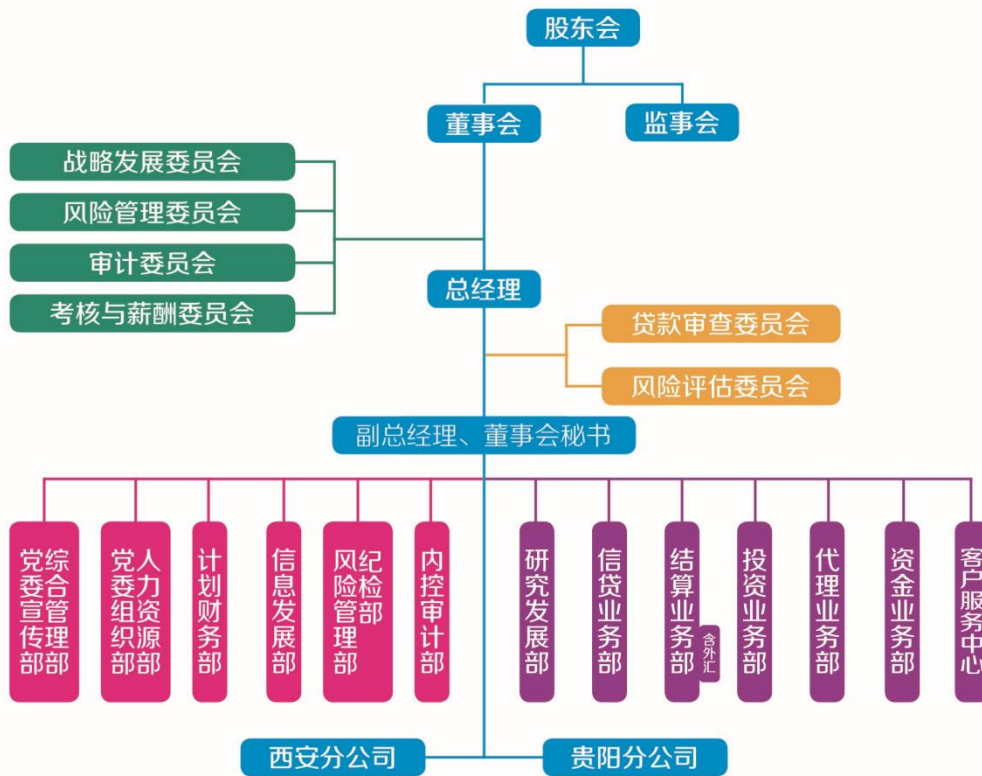 股东会
董事会
监事会
战略发展委员会
风险管理委员会
审计委员会
考核与薪酬委员会
总经理
贷款审查委员会
风险评估委员会
副总经理、董事会秘书
综合管理部
党委宣传部
人力资源部
党委组织部
计划财务部
信息发展部
纪检部
风险管理部
内控审计部
研究发展部
信贷业务部
结算业务部
含外汇
投资业务部
代理业务部
资金业务部
客户服务中心
西安分公司
贵阳分公司